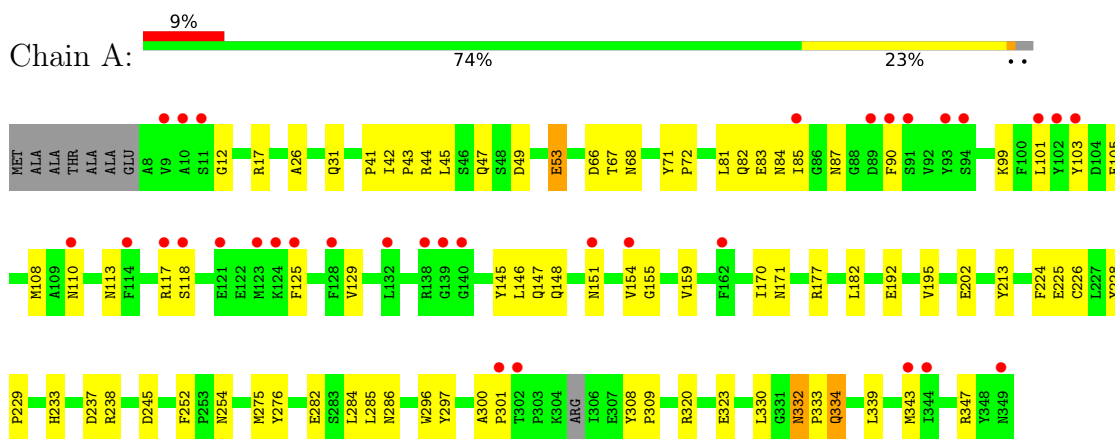 9%
Chain A:
74% 23% • •
MET ALA ALA THR ALA ALA GLU A8 V9 A10 S11 G12 R17 A26 Q31 P41 I42 P43 R44 L45 S46 Q47 S48 D49 E53 D66 T67 N68 Y71 P72 L81 Q82 E83 N84 I85 G86 N87 G88 D89 F90 S91 V92 Y93 S94 K99 F100 L101 Y102 Y103 D104
M108 A109 N110 N113 F114 R117 S118 E121 E122 M123 K124 F125 F128 V129 L132 R138 G139 G140 Y145 L146 Q147 Q148 N151 V154 G155 V159 F162 I170 N171 R177 L182 E192 V195 E202 Y213 F224 E225 C226 L227
P229 H233 D237 R238 D245 F252 P253 N254 M275 Y276 E282 S283 L284 L285 N286 W296 Y297 A300 P301 T302 P303 K304 ARG I306 E307 Y308 P309 R320 E323 L330 G331 N332 P333 Q334 L339 M343 I344 R347 Y348 N349